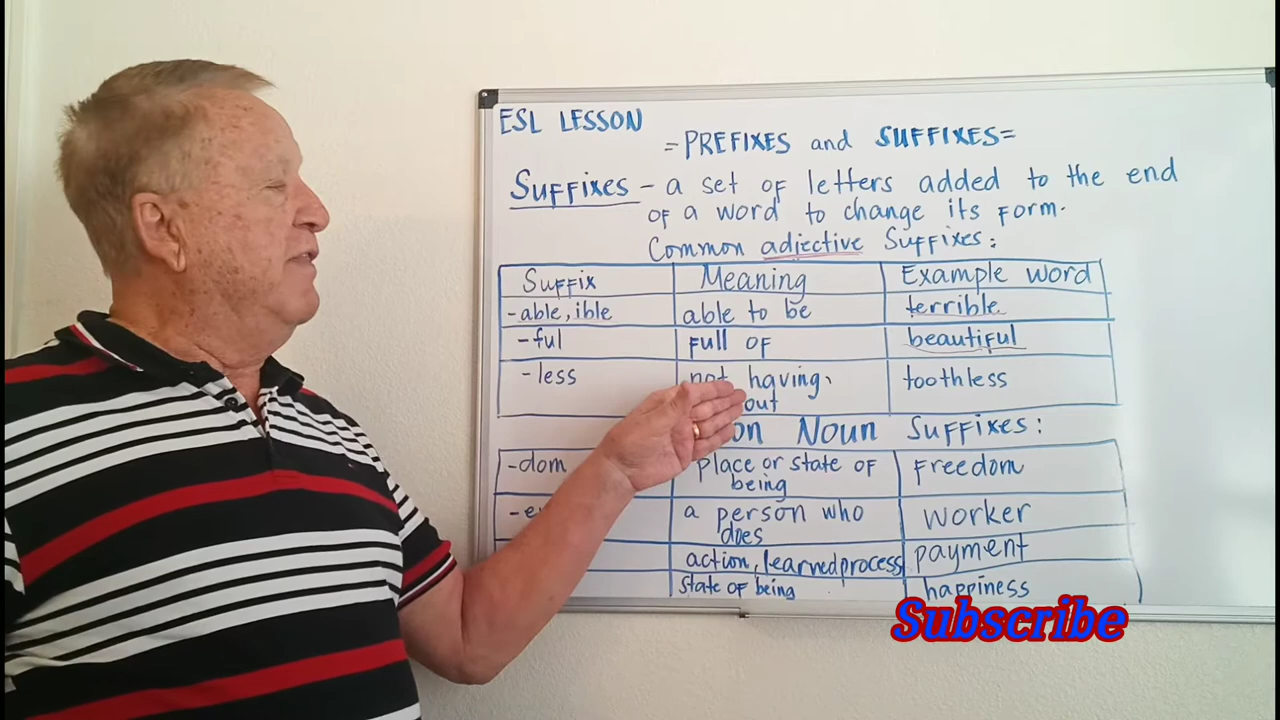 ESL LESSON
=PREFIXES and SUFFIXES=
Suffixes - a set of letters added to the end
of a word to change its form.
Common adjective Suffixes:
Suffix Meaning Example word
-able, ible able to be terrible
-ful full of beautiful
-less not having, toothless
out
on Noun Suffixes:
-dom place or state of Freedom
being
-e a person who worker
does
action, learned process payment
state of being happiness
Subscribe